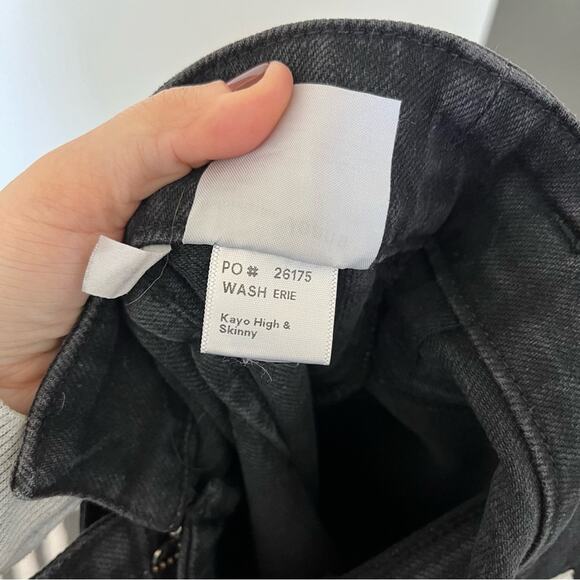 PO # 26175
WASH ERIE
Kayo High &
Skinny